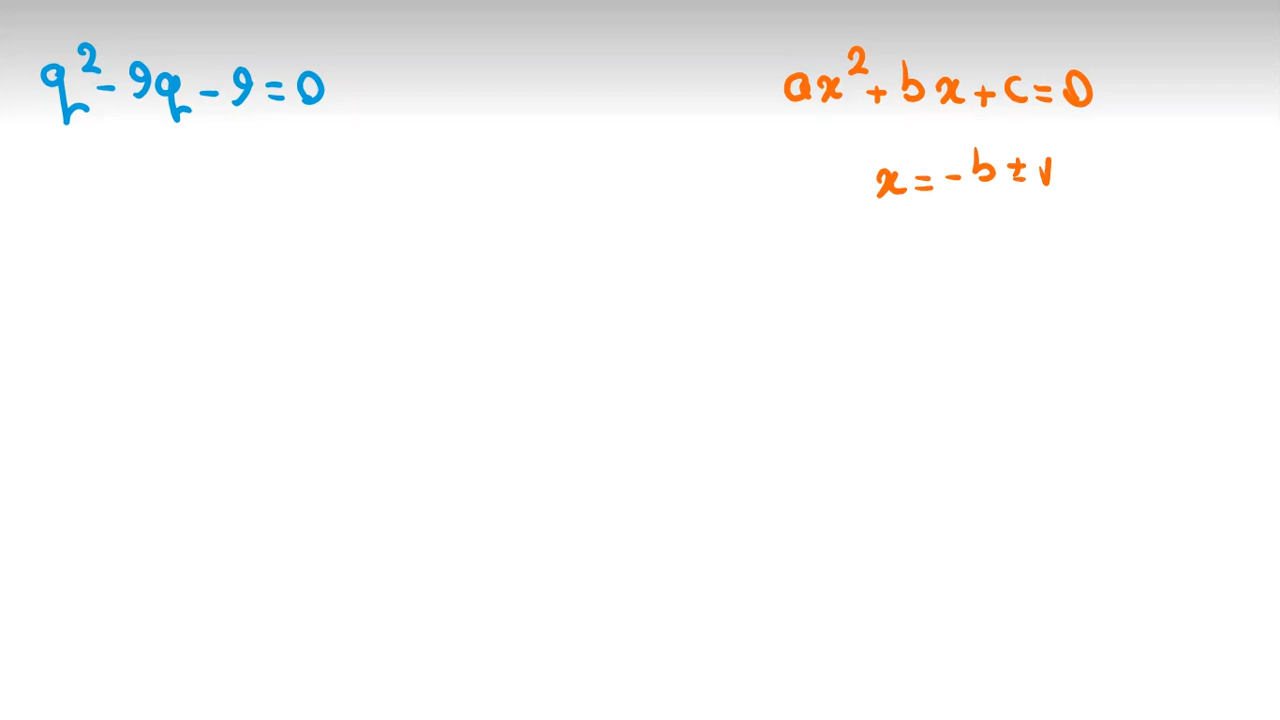 q² - 9q - 9 = 0
ax² + bx + c = 0
x = -b ± √